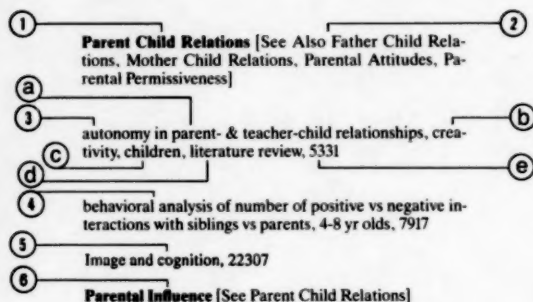 1 2
Parent Child Relations [See Also Father Child Rela-
tions, Mother Child Relations, Parental Attitudes, Pa-
rental Permissiveness]
a
3 b
autonomy in parent- & teacher-child relationships, crea-
tivity, children, literature review, 5331
c e
d
4
behavioral analysis of number of positive vs negative in-
teractions with siblings vs parents, 4-8 yr olds, 7917
5
Image and cognition, 22307
6
Parental Influence [See Parent Child Relations]